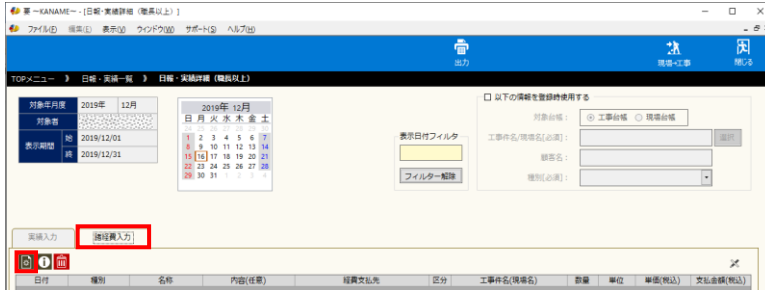 要 ～KANAME～ - [日報・実績詳細（職長以上）]
ファイル(F) 編集(E) 表示(V) ウィンドウ(W) サポート(S) ヘルプ(H)
出力 現場⇒工事 閉じる
TOPメニュー 》 日報・実績一覧 》 日報・実績詳細（職長以上）
対象年月度 2019年 12月
対象者
表示期間 始 2019/12/01
終 2019/12/31
2019年 12月
日 月 火 水 木 金 土
24 25 26 27 28 29 30
1 2 3 4 5 6 7
8 9 10 11 12 13 14
15 16 17 18 19 20 21
22 23 24 25 26 27 28
29 30 31 1 2 3 4
表示日付フィルタ
フィルター解除
以下の情報を登録時使用する
対象台帳： 工事台帳 現場台帳
工事件名/現場名[必須]： 選択
顧客名：
種別[必須]：
実績入力 諸経費入力
日付 種別 名称 内容(任意) 経費支払先 区分 工事件名(現場名) 数量 単位 単価(税込) 支払金額(税込)